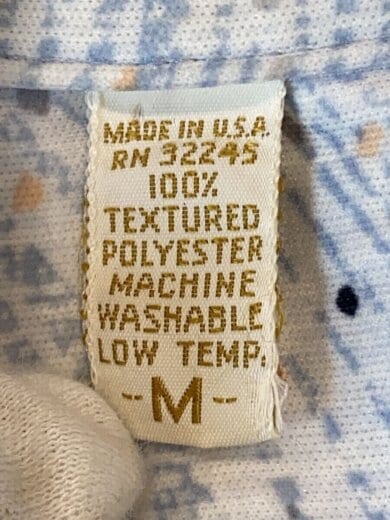 MADE IN U.S.A.
RN 32245
100%
TEXTURED
POLYESTER
MACHINE
WASHABLE
LOW TEMP.
-M-